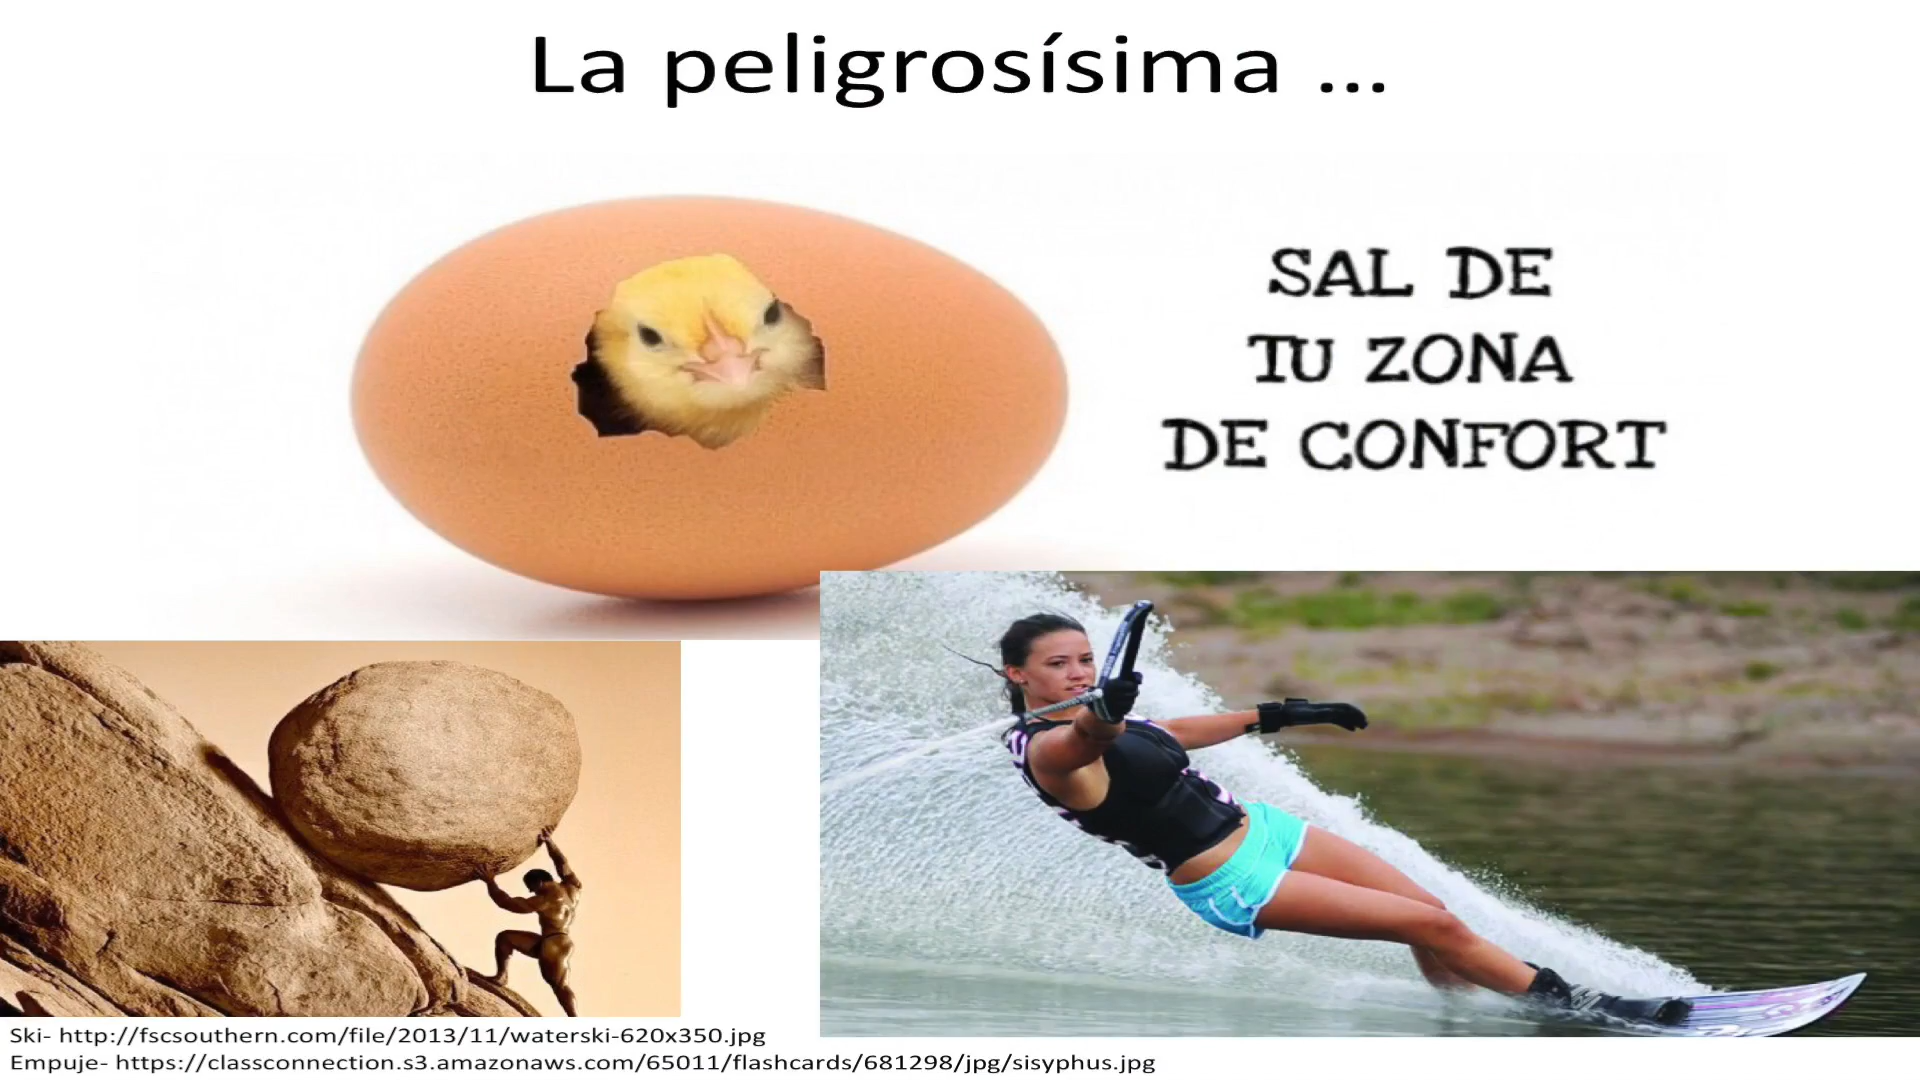 La peligrosísima ...
SAL DE
TU ZONA
DE CONFORT
Ski- http://fscsouthern.com/file/2013/11/waterski-620x350.jpg
Empuje- https://classconnection.s3.amazonaws.com/65011/flashcards/681298/jpg/sisyphus.jpg